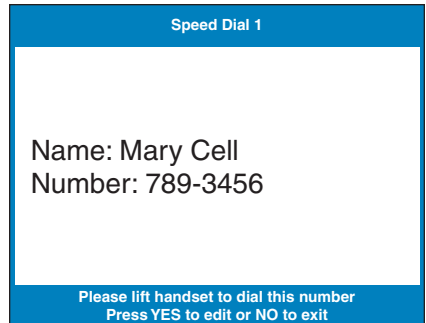 Speed Dial 1
Name: Mary Cell
Number: 789-3456
Please lift handset to dial this number
Press YES to edit or NO to exit